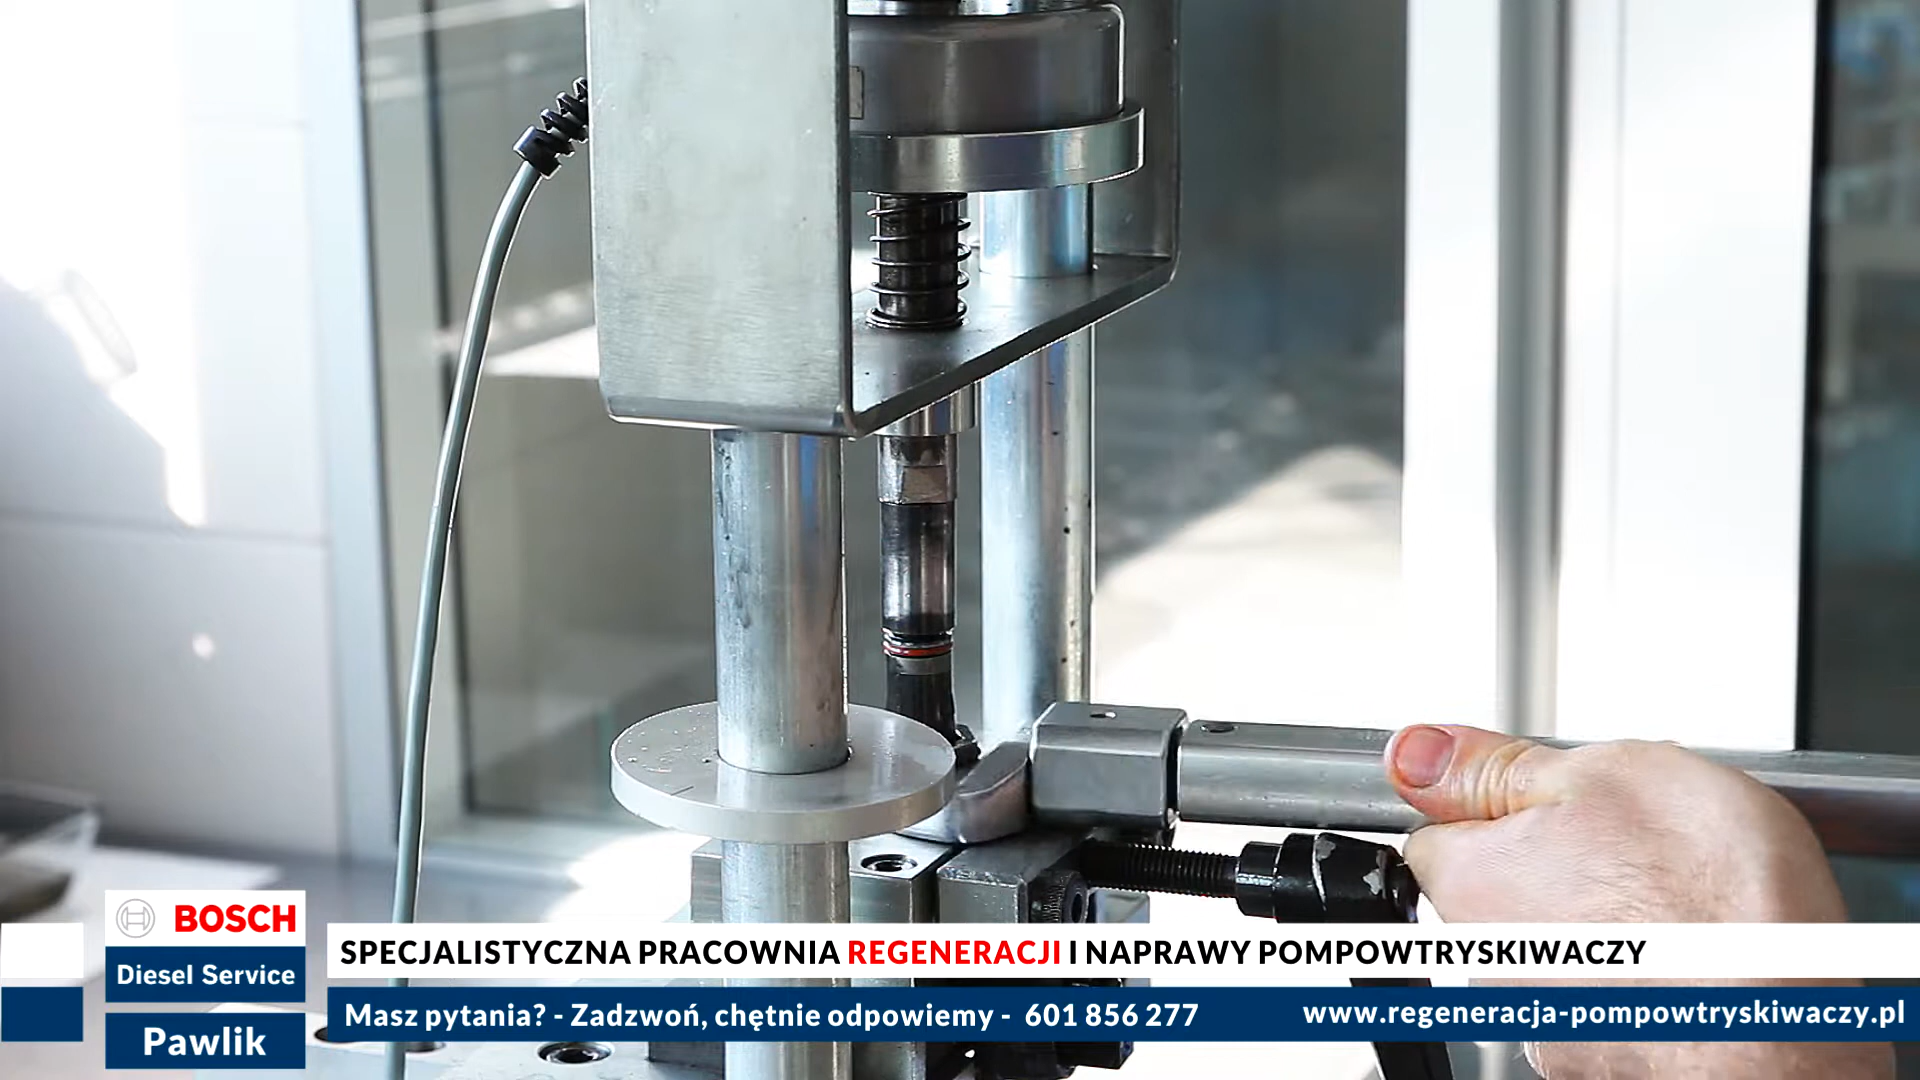 BOSCH
Diesel Service
Pawlik
SPECJALISTYCZNA PRACOWNIA REGENERACJI I NAPRAWY POMPOWTRYSKIWACZY
Masz pytania? - Zadzwoń, chętnie odpowiemy - 601 856 277
www.regeneracja-pompowtryskiwaczy.pl